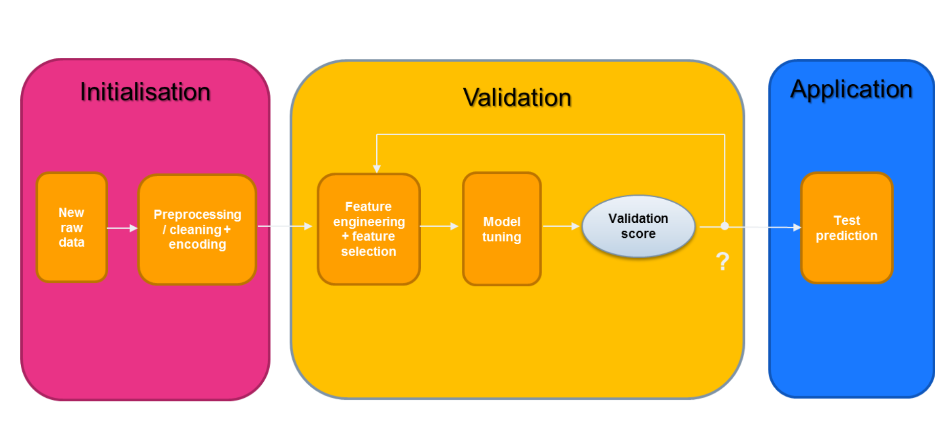 Initialisation
New
raw
data
Preprocessing
/ cleaning +
encoding
Validation
Feature
engineering
+ feature
selection
Model
tuning
Validation
score
?
Application
Test
prediction